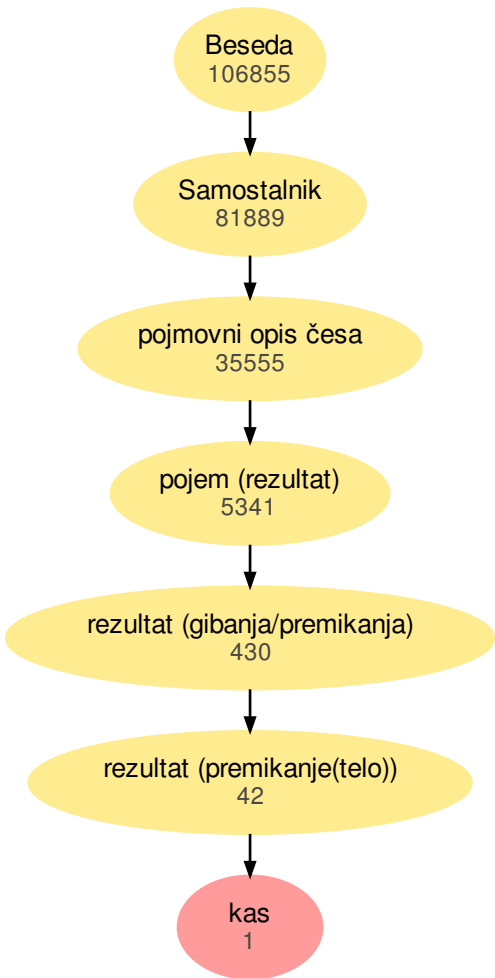 Beseda
106855
Samostalnik
81889
pojmovni opis česa
35555
pojem (rezultat)
5341
rezultat (gibanja/premikanja)
430
rezultat (premikanje(telo))
42
kas
1